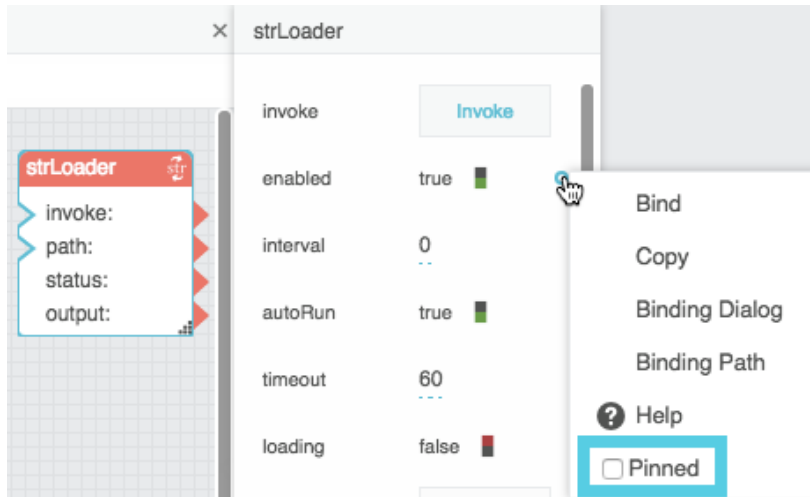 strLoader
str
invoke:
path:
status:
output:
strLoader
invoke Invoke
enabled true
interval 0
autoRun true
timeout 60
loading false
Bind
Copy
Binding Dialog
Binding Path
? Help
Pinned